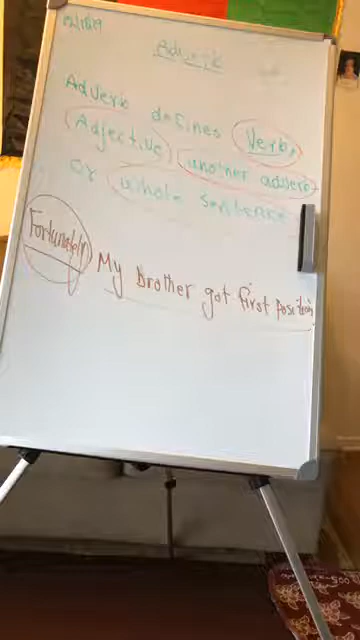 Adverb
Adverb defines Verb,
Adjective, another adverb
or whole sentence
Fortunately My brother got first position